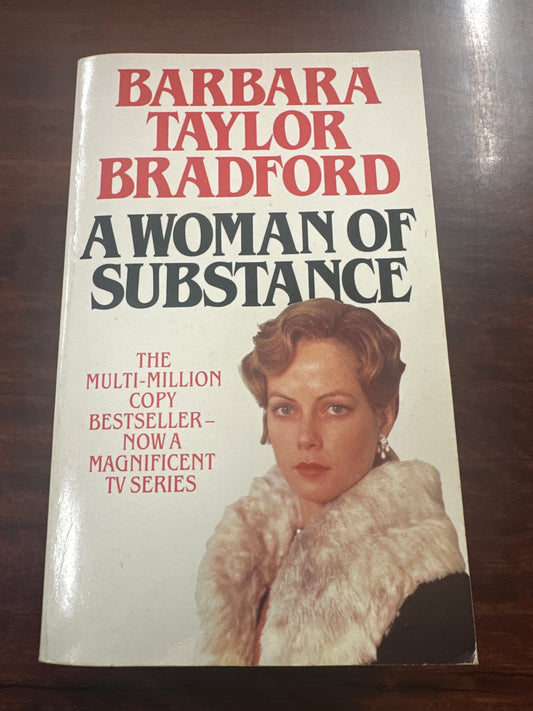 BARBARA
TAYLOR
BRADFORD
A WOMAN OF
SUBSTANCE
THE
MULTI-MILLION
COPY
BESTSELLER–
NOW A
MAGNIFICENT
TV SERIES